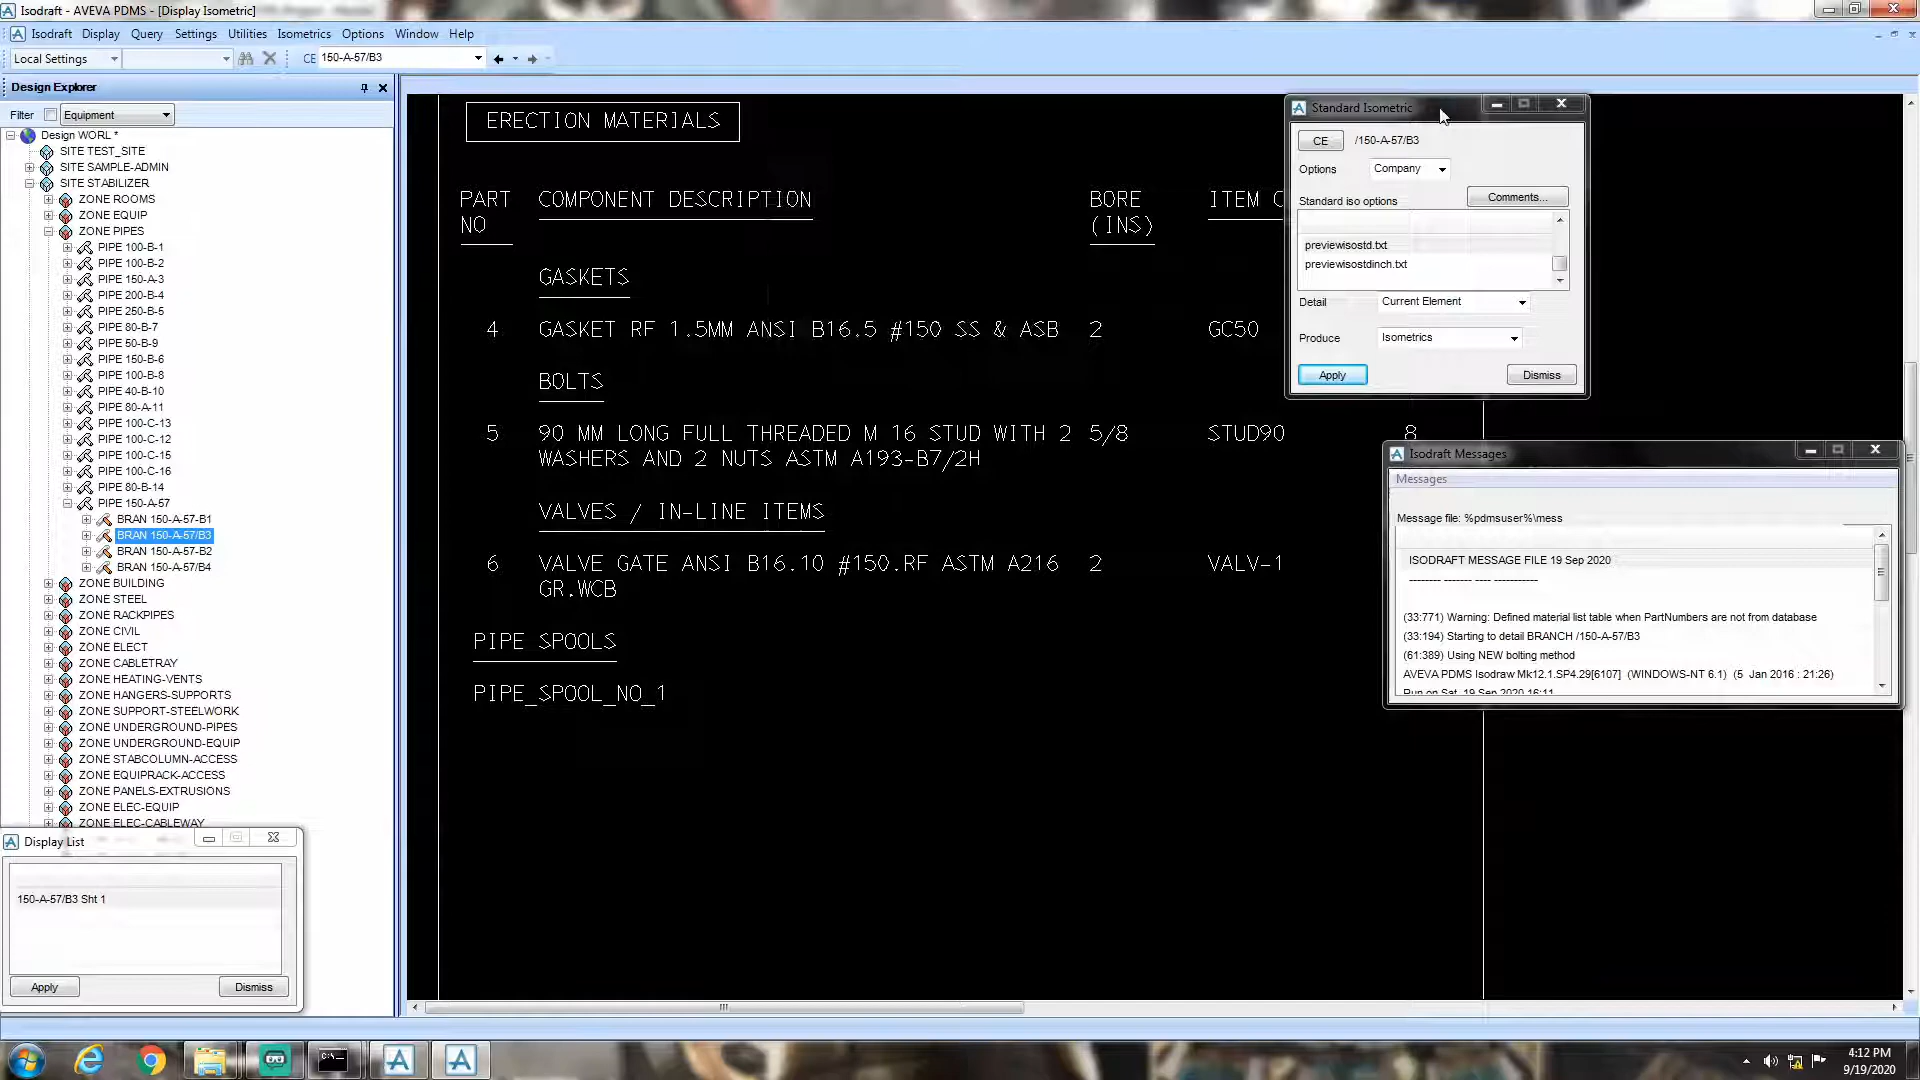 Isodraft - AVEVA PDMS - [Display Isometric]
Isodraft Display Query Settings Utilities Isometrics Options Window Help
Local Settings CE 150-A-57/B3
Design Explorer
Filter Equipment
Design WORL *
SITE TEST_SITE
SITE SAMPLE-ADMIN
SITE STABILIZER
ZONE ROOMS
ZONE EQUIP
ZONE PIPES
PIPE 100-B-1
PIPE 100-B-2
PIPE 150-A-3
PIPE 200-B-4
PIPE 250-B-5
PIPE 80-B-7
PIPE 50-B-9
PIPE 150-B-6
PIPE 100-B-8
PIPE 40-B-10
PIPE 80-A-11
PIPE 100-C-13
PIPE 100-C-12
PIPE 100-C-15
PIPE 100-C-16
PIPE 80-B-14
PIPE 150-A-57
BRAN 150-A-57-B1
BRAN 150-A-57/B3
BRAN 150-A-57-B2
BRAN 150-A-57/B4
ZONE BUILDING
ZONE STEEL
ZONE RACKPIPES
ZONE CIVIL
ZONE ELECT
ZONE CABLETRAY
ZONE HEATING-VENTS
ZONE HANGERS-SUPPORTS
ZONE SUPPORT-STEELWORK
ZONE UNDERGROUND-PIPES
ZONE UNDERGROUND-EQUIP
ZONE STABCOLUMN-ACCESS
ZONE EQUIPRACK-ACCESS
ZONE PANELS-EXTRUSIONS
ZONE ELEC-EQUIP
ZONE ELEC-CABLEWAY
Display List
150-A-57/B3 Sht 1
Apply Dismiss
ERECTION MATERIALS
PART COMPONENT DESCRIPTION BORE ITEM C
NO (INS)
GASKETS
4 GASKET RF 1.5MM ANSI B16.5 #150 SS & ASB 2 GC50
BOLTS
5 90 MM LONG FULL THREADED M 16 STUD WITH 2 5/8 STUD90 8
WASHERS AND 2 NUTS ASTM A193-B7/2H
VALVES / IN-LINE ITEMS
6 VALVE GATE ANSI B16.10 #150.RF ASTM A216 2 VALV-1
GR.WCB
PIPE SPOOLS
PIPE_SPOOL_NO_1
Standard Isometric
CE /150-A-57/B3
Options Company
Standard iso options Comments...
previewisostd.txt
previewisostdinch.txt
Detail Current Element
Produce Isometrics
Apply Dismiss
Isodraft Messages
Messages
Message file: %pdmsuser%\mess
ISODRAFT MESSAGE FILE 19 Sep 2020
-------- ------- ---- -----------
(33:771) Warning: Defined material list table when PartNumbers are not from database
(33:194) Starting to detail BRANCH /150-A-57/B3
(61:389) Using NEW bolting method
AVEVA PDMS Isodraw Mk12.1.SP4.29[6107] (WINDOWS-NT 6.1) (5 Jan 2016 : 21:26)
Run on Sat, 19 Sep 2020 16:11
4:12 PM
9/19/2020